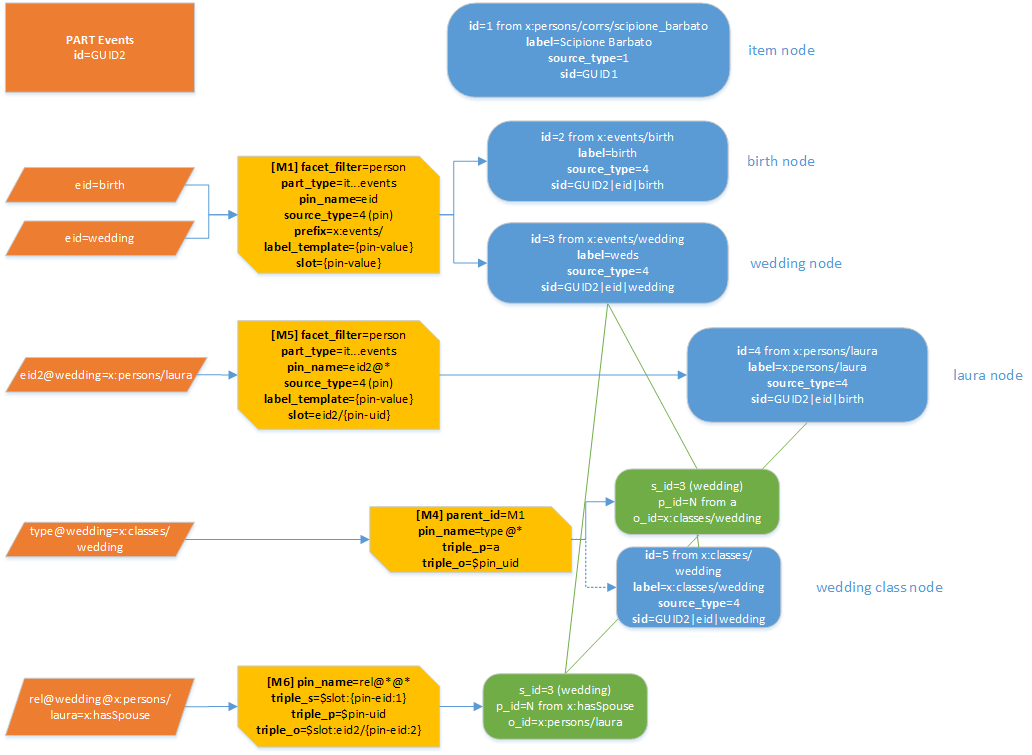 PART Events
id=GUID2
id=1 from x:persons/corrs/scipione_barbato
label=Scipione Barbato
source_type=1
sid=GUID1
item node
eid=birth
eid=wedding
[M1] facet_filter=person
part_type=it...events
pin_name=eid
source_type=4 (pin)
prefix=x:events/
label_template={pin-value}
slot={pin-value}
id=2 from x:events/birth
label=birth
source_type=4
sid=GUID2|eid|birth
birth node
id=3 from x:events/wedding
label=weds
source_type=4
sid=GUID2|eid|wedding
wedding node
eid2@wedding=x:persons/laura
[M5] facet_filter=person
part_type=it...events
pin_name=eid2@*
source_type=4 (pin)
label_template={pin-value}
slot=eid2/{pin-uid}
id=4 from x:persons/laura
label=x:persons/laura
source_type=4
sid=GUID2|eid|birth
laura node
type@wedding=x:classes/
wedding
[M4] parent_id=M1
pin_name=type@*
triple_p=a
triple_o=$pin_uid
s_id=3 (wedding)
p_id=N from a
o_id=x:classes/wedding
id=5 from x:classes/
wedding
label=x:classes/wedding
source_type=4
sid=GUID2|eid|wedding
wedding class node
rel@wedding@x:persons/
laura=x:hasSpouse
[M6] pin_name=rel@*@*
triple_s=$slot:{pin-eid:1}
triple_p=$pin-uid
triple_o=$slot:eid2/{pin-eid:2}
s_id=3 (wedding)
p_id=N from x:hasSpouse
o_id=x:persons/laura